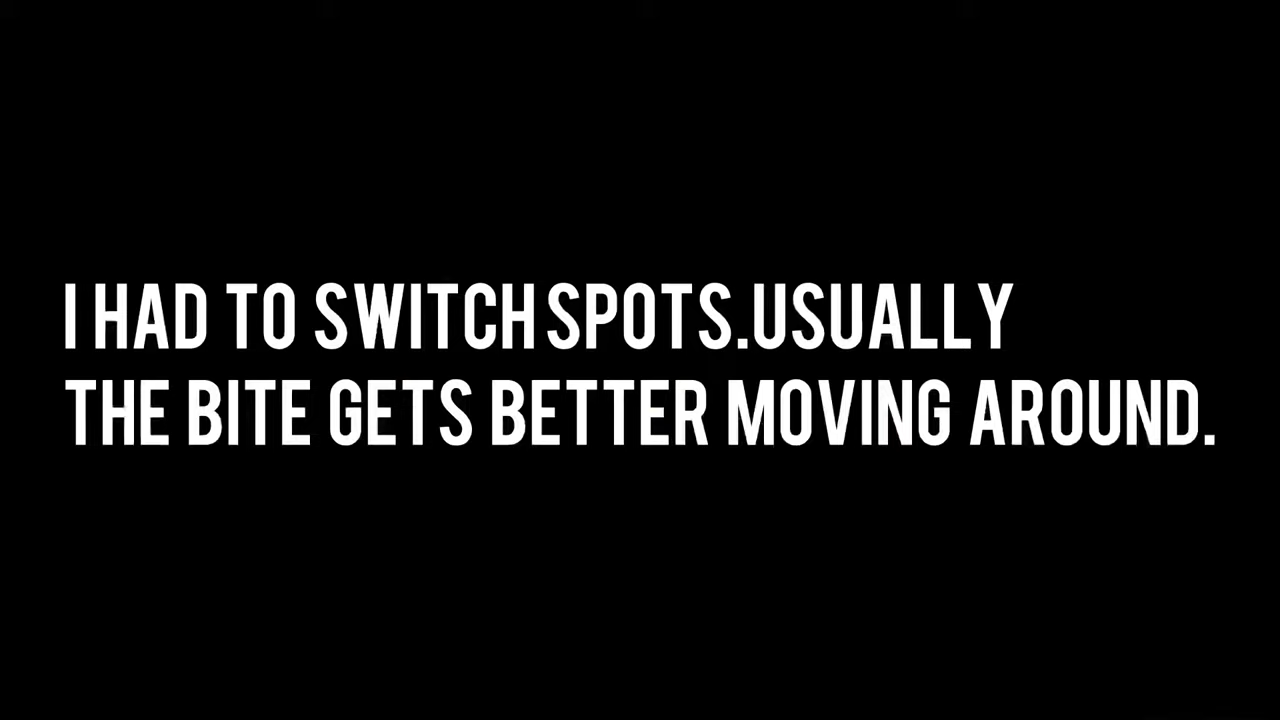 I HAD TO SWITCH SPOTS.USUALLY
THE BITE GETS BETTER MOVING AROUND.